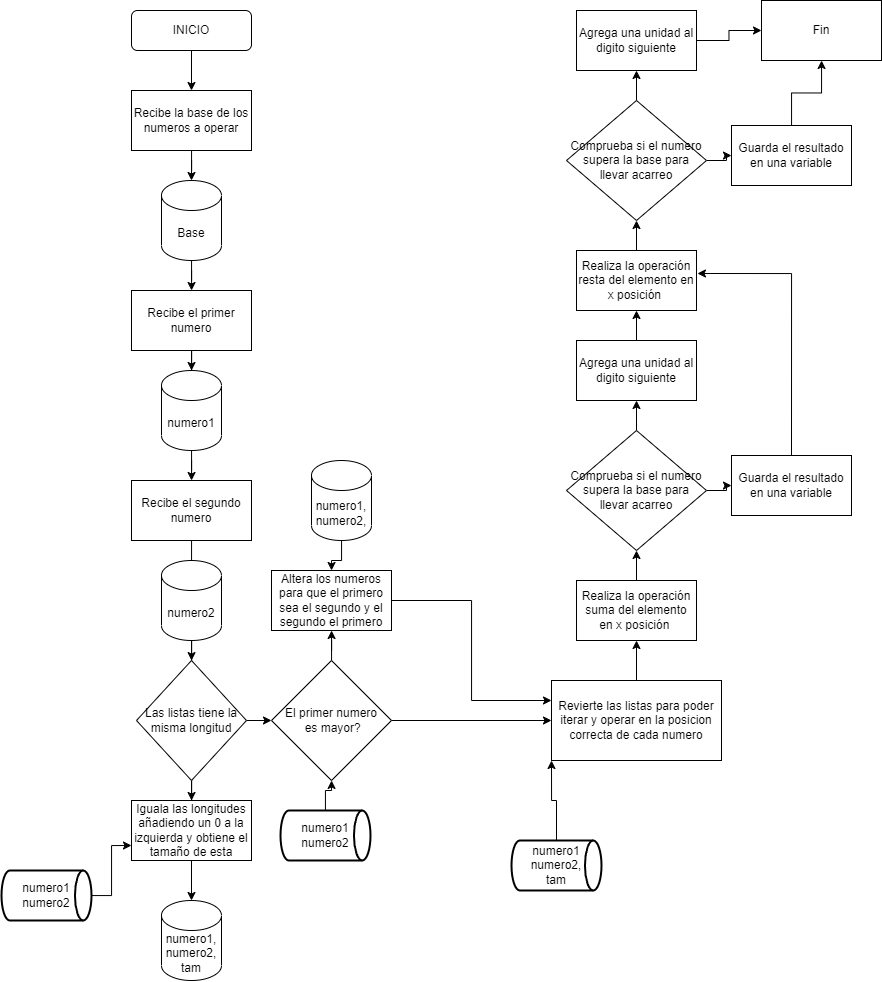 INICIO
Recibe la base de los
numeros a operar
Base
Recibe el primer
numero
numero1
Recibe el segundo
numero
numero2
Las listas tiene la
misma longitud
Iguala las longitudes
añadiendo un 0 a la
izquierda y obtiene el
tamaño de esta
numero1
numero2
numero1,
numero2,
tam
numero1,
numero2,
Altera los numeros
para que el primero
sea el segundo y el
segundo el primero
El primer numero
es mayor?
numero1
numero2
Revierte las listas para poder
iterar y operar en la posicion
correcta de cada numero
numero1
numero2,
tam
Realiza la operación
suma del elemento
en x posición
Comprueba si el numero
supera la base para
llevar acarreo
Guarda el resultado
en una variable
Agrega una unidad al
digito siguiente
Realiza la operación
resta del elemento en
x posición
Comprueba si el numero
supera la base para
llevar acarreo
Guarda el resultado
en una variable
Agrega una unidad al
digito siguiente
Fin